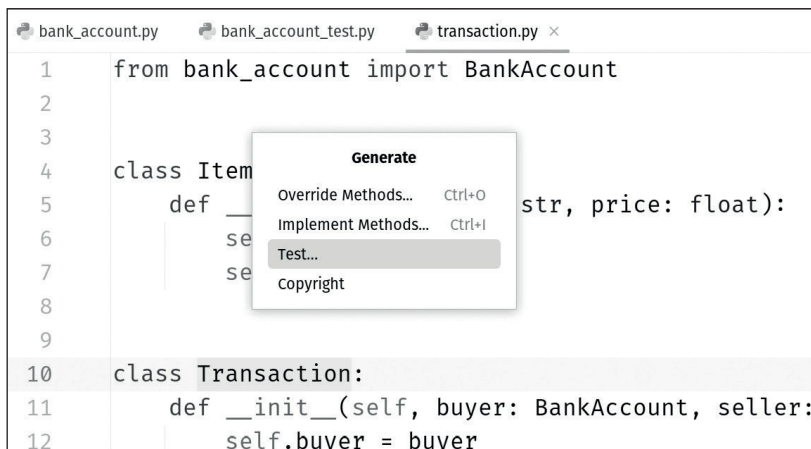 bank_account.py bank_account_test.py transaction.py ×
1 from bank_account import BankAccount
2
3
Generate
4 class Item
Override Methods... Ctrl+O
5 def __ str, price: float):
Implement Methods... Ctrl+I
6 se
Test...
7 se
Copyright
8
9
10 class Transaction:
11 def __init__(self, buyer: BankAccount, seller:
12 self.buyer = buyer